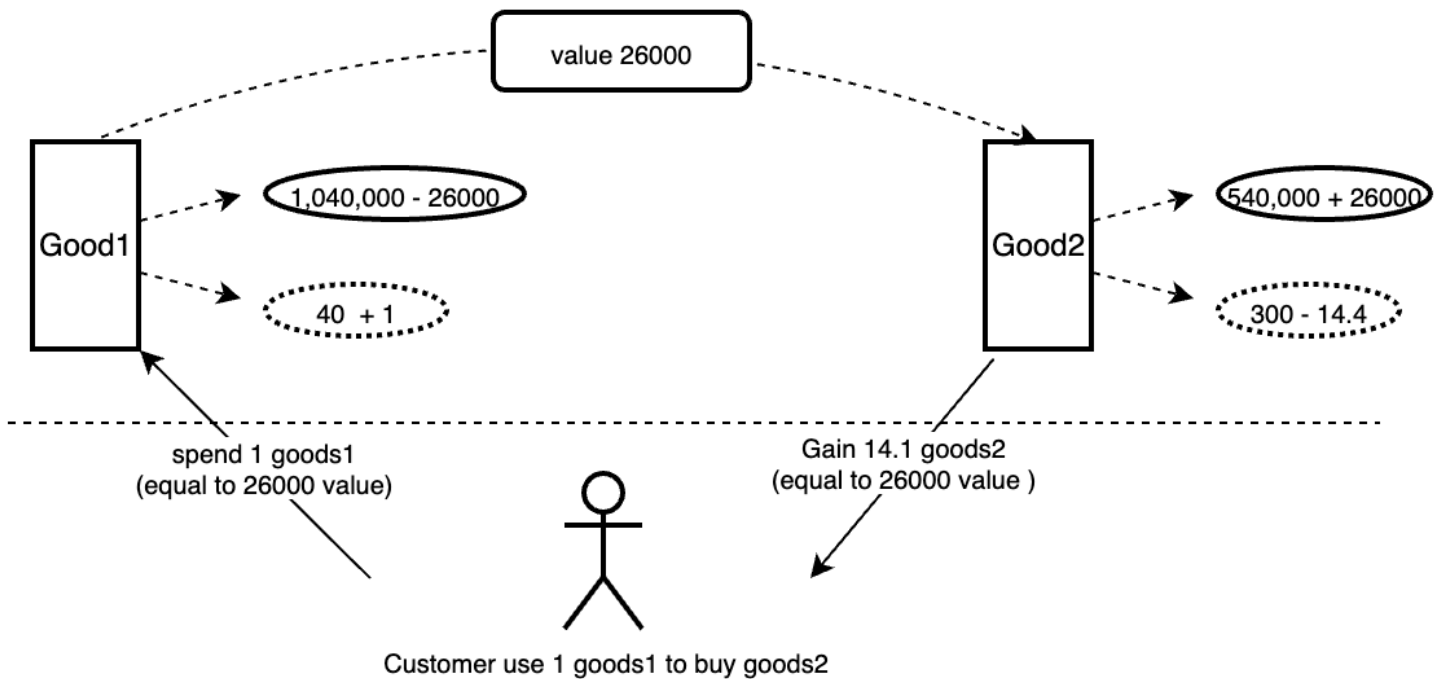 value 26000
Good1
1,040,000 - 26000
40 + 1
Good2
540,000 + 26000
300 - 14.4
spend 1 goods1
(equal to 26000 value)
Gain 14.1 goods2
(equal to 26000 value )
Customer use 1 goods1 to buy goods2